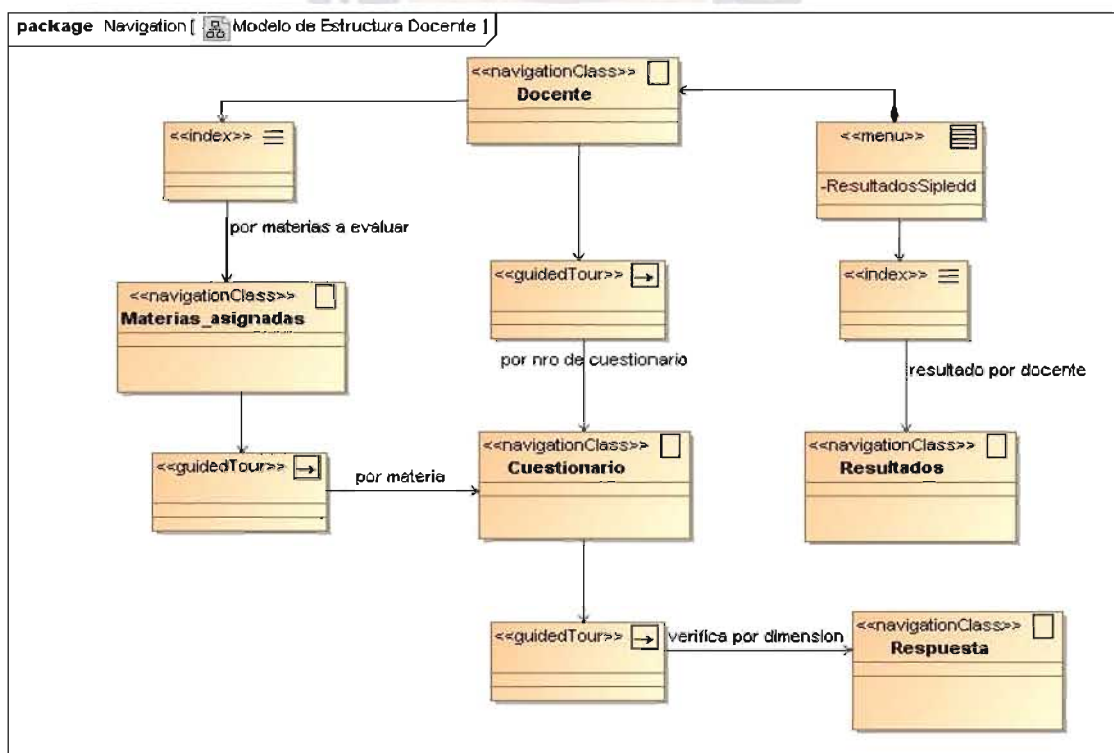 package Navigation [ Modelo de Estructura Docente ]
<<navigationClass>>
Docente
<<index>>
<<menu>>
-ResultadosSipledd
por materias a evaluar
<<guidedTour>>
<<index>>
<<navigationClass>>
Materias_asignadas
por nro de cuestionario
resultado por docente
<<guidedTour>>
por materia
<<navigationClass>>
Cuestionario
<<navigationClass>>
Resultados
<<guidedTour>>
verifica por dimension
<<navigationClass>>
Respuesta